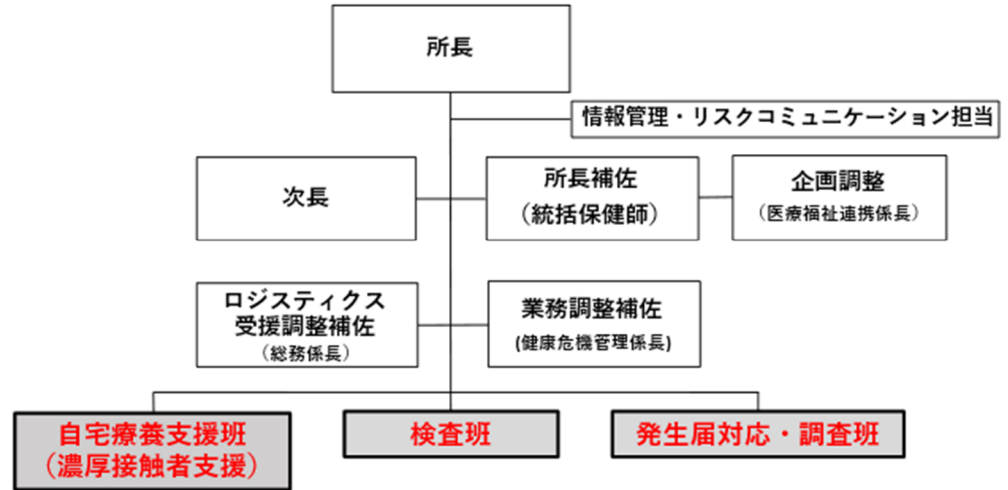 所長
情報管理・リスクコミュニケーション担当
次長
所長補佐
（統括保健師）
企画調整
（医療福祉連携係長）
ロジスティクス
受援調整補佐
（総務係長）
業務調整補佐
(健康危機管理係長)
自宅療養支援班
（濃厚接触者支援）
検査班
発生届対応・調査班